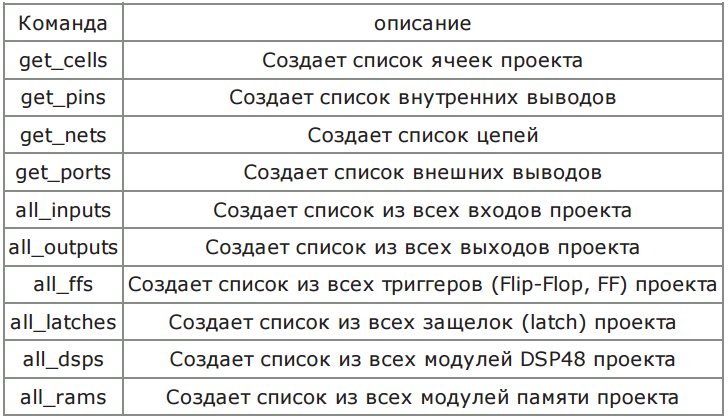 Команда описание
get_cells Создает список ячеек проекта
get_pins Создает список внутренних выводов
get_nets Создает список цепей
get_ports Создает список внешних выводов
all_inputs Создает список из всех входов проекта
all_outputs Создает список из всех выходов проекта
all_ffs Создает список из всех триггеров (Flip-Flop, FF) проекта
all_latches Создает список из всех защелок (latch) проекта
all_dsps Создает список из всех модулей DSP48 проекта
all_rams Создает список из всех модулей памяти проекта